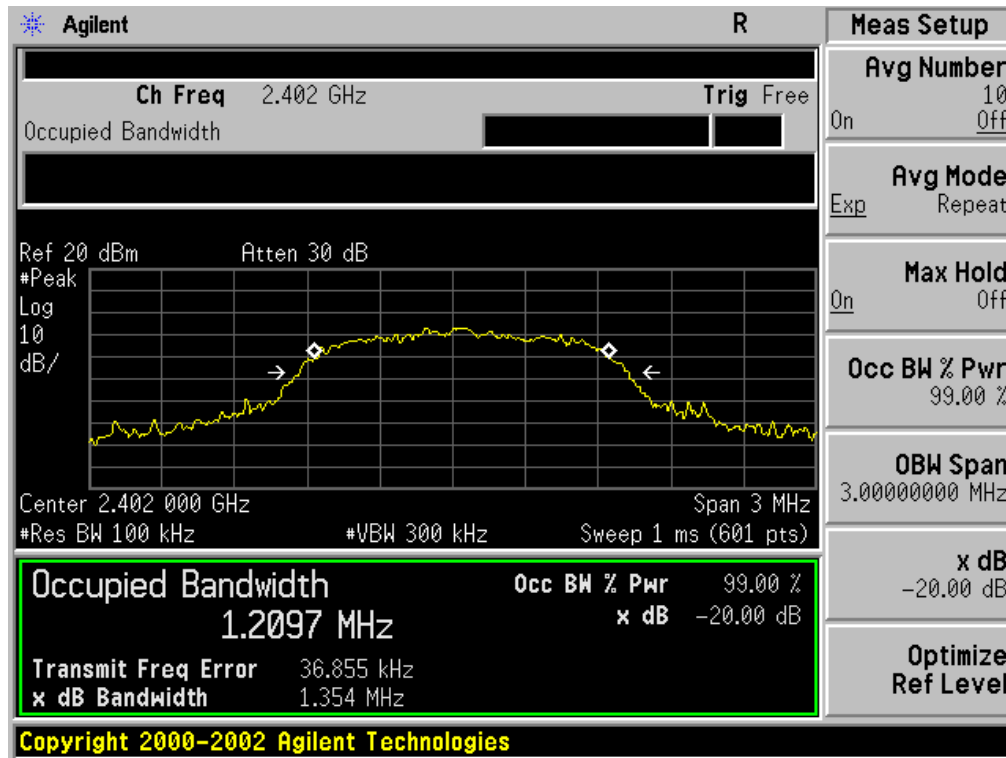 Agilent R
Ch Freq 2.402 GHz Trig Free
Occupied Bandwidth
Ref 20 dBm Atten 30 dB
#Peak
Log
10
dB/
Center 2.402 000 GHz Span 3 MHz
#Res BW 100 kHz #VBW 300 kHz Sweep 1 ms (601 pts)
Occupied Bandwidth Occ BW % Pwr 99.00 %
1.2097 MHz x dB -20.00 dB
Transmit Freq Error 36.855 kHz
x dB Bandwidth 1.354 MHz
Copyright 2000-2002 Agilent Technologies
Meas Setup
Avg Number
10
On Off
Avg Mode
Exp Repeat
Max Hold
On Off
Occ BW % Pwr
99.00 %
OBW Span
3.00000000 MHz
x dB
-20.00 dB
Optimize
Ref Level